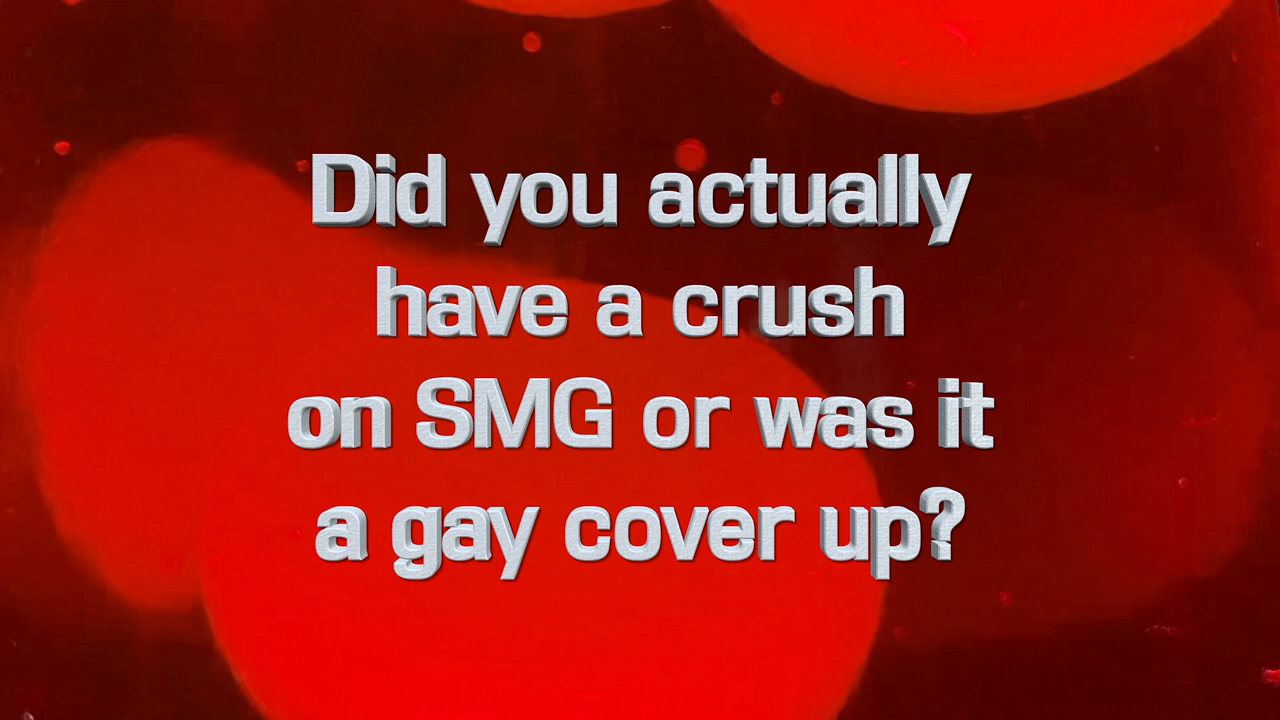 Did you actually
have a crush
on SMG or was it
a gay cover up?